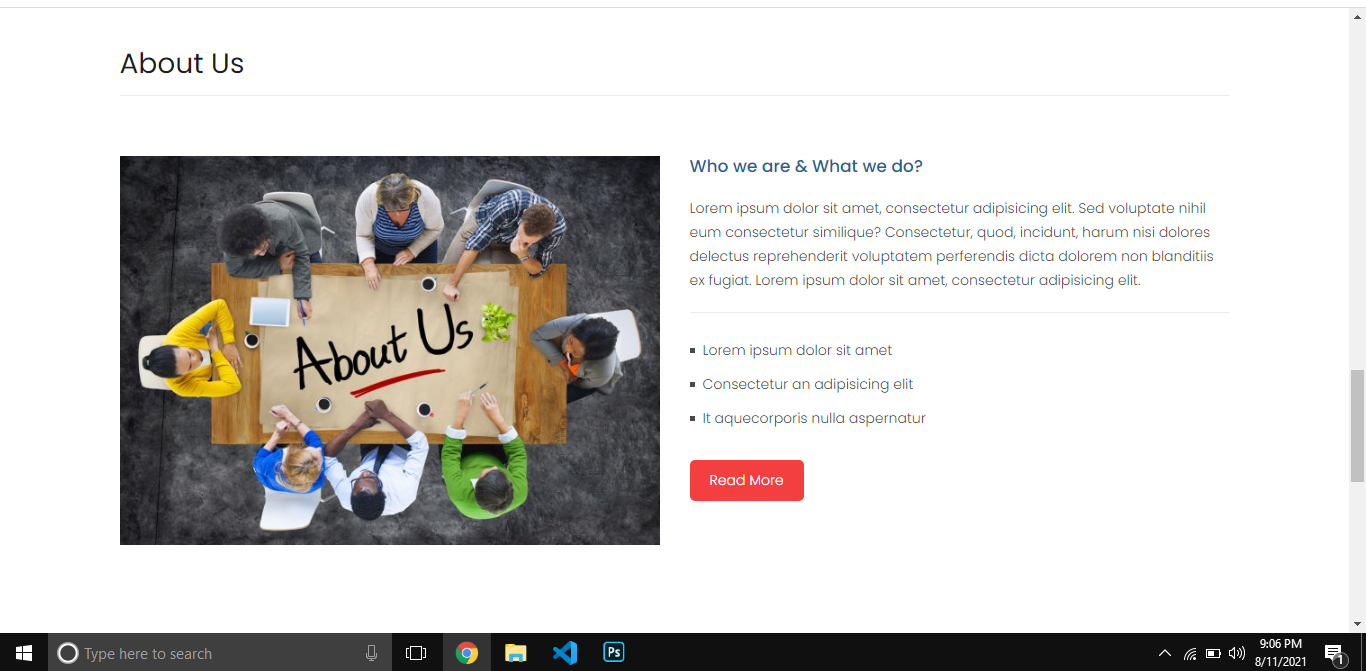 About Us
About Us
Who we are & What we do?
Lorem ipsum dolor sit amet, consectetur adipisicing elit. Sed voluptate nihil
eum consectetur similique? Consectetur, quod, incidunt, harum nisi dolores
delectus reprehenderit voluptatem perferendis dicta dolorem non blanditiis
ex fugiat. Lorem ipsum dolor sit amet, consectetur adipisicing elit.
Lorem ipsum dolor sit amet
Consectetur an adipisicing elit
It aquecorporis nulla aspernatur
Read More
Type here to search
Ps
9:06 PM
8/11/2021
1